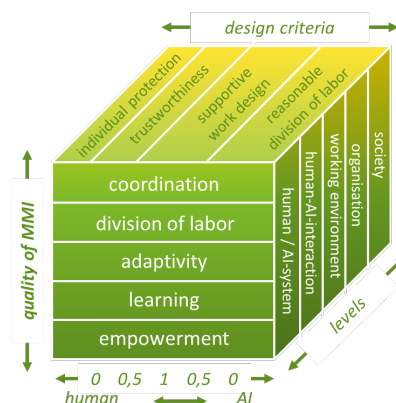 design criteria
individual protection
trustworthiness
supportive
work design
reasonable
division of labor
quality of MMI
coordination
division of labor
adaptivity
learning
empowerment
human / AI-system
human-AI-interaction
working environment
organisation
society
levels
0 0,5 1 0,5 0
human AI